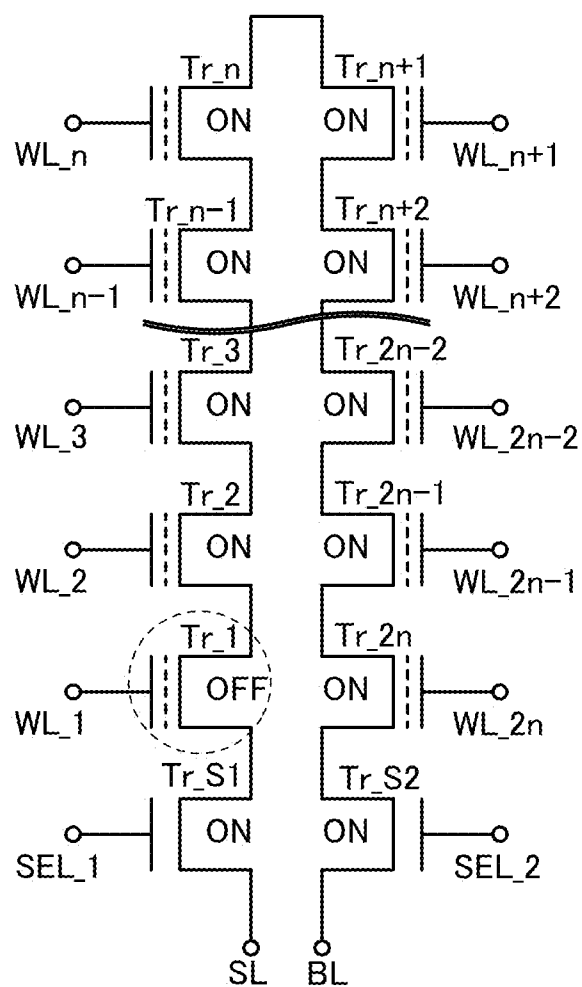 Tr_n Tr_n+1
ON ON
WL_n WL_n+1
Tr_n-1 Tr_n+2
ON ON
WL_n-1 WL_n+2
Tr_3 Tr_2n-2
ON ON
WL_3 WL_2n-2
Tr_2 Tr_2n-1
ON ON
WL_2 WL_2n-1
Tr_1 Tr_2n
OFF ON
WL_1 WL_2n
Tr_S1 Tr_S2
ON ON
SEL_1 SEL_2
SL BL